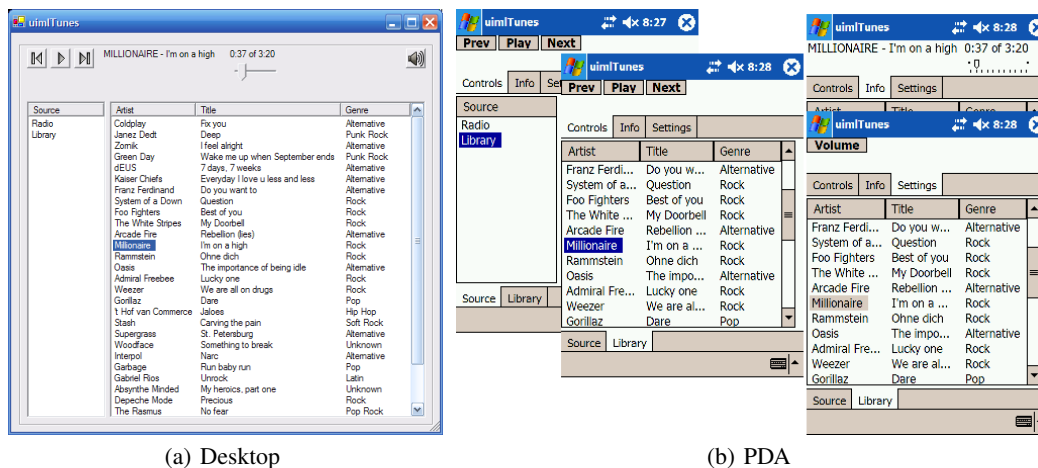 uimlTunes
MILLIONAIRE - I'm on a high 0:37 of 3:20
Source
Radio
Library
Artist Title Genre
Coldplay Fix you Alternative
Janez Dedt Deep Punk Rock
Zornik I feel alright Alternative
Green Day Wake me up when September ends Punk Rock
dEUS 7 days, 7 weeks Alternative
Kaiser Chiefs Everyday I love u less and less Alternative
Franz Ferdinand Do you want to Alternative
System of a Down Question Rock
Foo Fighters Best of you Rock
The White Stripes My Doorbell Rock
Arcade Fire Rebellion (lies) Alternative
Millionaire I'm on a high Rock
Rammstein Ohne dich Rock
Oasis The importance of being idle Alternative
Admiral Freebee Lucky one Rock
Weezer We are all on drugs Rock
Gorillaz Dare Pop
't Hof van Commerce Jaloes Hip Hop
Stash Carving the pain Soft Rock
Supergrass St. Petersburg Alternative
Woodface Something to break Unknown
Interpol Narc Alternative
Garbage Run baby run Pop
Gabriel Rios Unrock Latin
Absynthe Minded My heroics, part one Unknown
Depeche Mode Precious Rock
The Rasmus No fear Pop Rock
uimlTunes 8:27
Prev Play Next
Controls Info Se
Source
Radio
Library
Source Library
uimlTunes 8:28
Prev Play Next
Controls Info Settings
Artist Title Genre
Franz Ferdi... Do you w... Alternative
System of a... Question Rock
Foo Fighters Best of you Rock
The White ... My Doorbell Rock
Arcade Fire Rebellion ... Alternative
Millionaire I'm on a ... Rock
Rammstein Ohne dich Rock
Oasis The impo... Alternative
Admiral Fre... Lucky one Rock
Weezer We are al... Rock
Gorillaz Dare Pop
Source Library
uimlTunes 8:28
MILLIONAIRE - I'm on a high 0:37 of 3:20
Controls Info Settings
Artist Title Genre
uimlTunes 8:28
Volume
Controls Info Settings
Artist Title Genre
Franz Ferdi... Do you w... Alternative
System of a... Question Rock
Foo Fighters Best of you Rock
The White ... My Doorbell Rock
Arcade Fire Rebellion ... Alternative
Millionaire I'm on a ... Rock
Rammstein Ohne dich Rock
Oasis The impo... Alternative
Admiral Fre... Lucky one Rock
Weezer We are al... Rock
Gorillaz Dare Pop
Source Library
(a) Desktop
(b) PDA